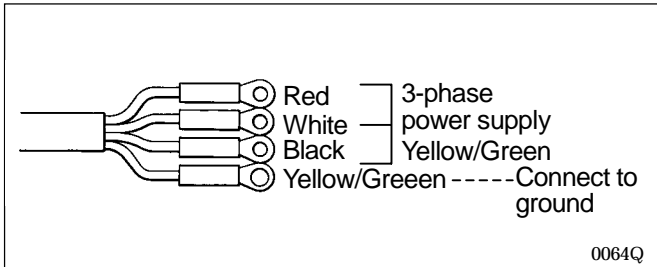 Red
White
Black
Yellow/Greeen
3-phase
power supply
Yellow/Green
Connect to
ground
0064Q